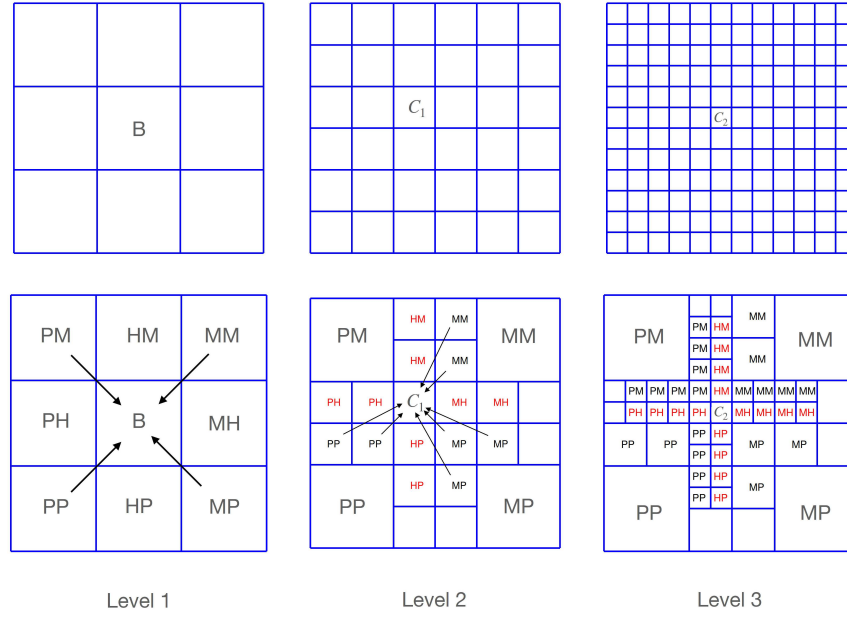 B
C₁
C₂
PM HM MM
PH B MH
PP HP MP
HM MM
PM MM
HM MM
PH PH C₁ MH MH
PP PP HP MP MP
HP MP
PP MP
MM
PM HM
PM MM
PM HM
MM
PM HM
PM PM PM PM HM MM MM MM MM
PH PH PH PH C₂ MH MH MH MH
PP HP
PP PP MP MP
PP HP
PP HP
MP
PP HP
PP MP
Level 1
Level 2
Level 3